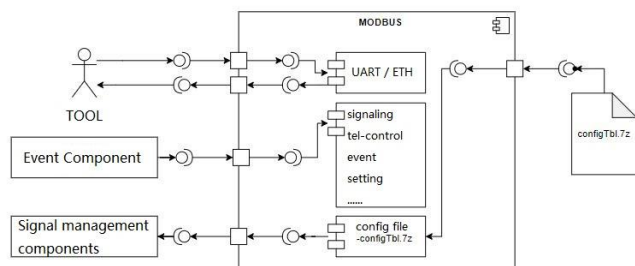 MODBUS
UART / ETH
TOOL
signaling
tel-control
event
setting
......
configTbl.7z
Event Component
Signal management
components
config file
-configTbl.7z